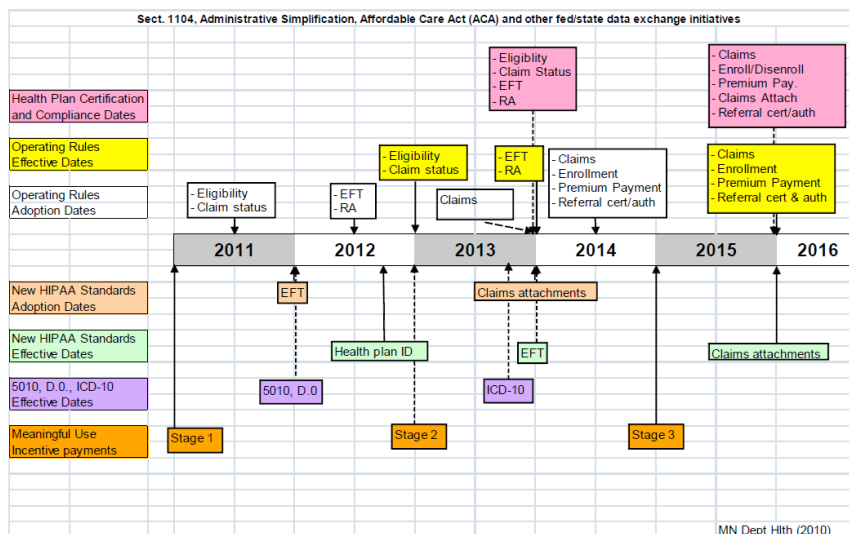 Sect. 1104, Administrative Simplification, Affordable Care Act (ACA) and other fed/state data exchange initiatives
- Eligiblity
- Claim Status
- EFT
- RA
- Claims
- Enroll/Disenroll
- Premium Pay.
- Claims Attach
- Referral cert/auth
Health Plan Certification
and Compliance Dates
Operating Rules
Effective Dates
- Eligibility
- Claim status
- EFT
- RA
- Claims
- Enrollment
- Premium Payment
- Referral cert & auth
Operating Rules
Adoption Dates
- Eligibility
- Claim status
- EFT
- RA
Claims
- Claims
- Enrollment
- Premium Payment
- Referral cert/auth
2011 2012 2013 2014 2015 2016
New HIPAA Standards
Adoption Dates
EFT
Claims attachments
New HIPAA Standards
Effective Dates
Health plan ID
EFT
Claims attachments
5010, D.0., ICD-10
Effective Dates
5010, D.0
ICD-10
Meaningful Use
Incentive payments
Stage 1
Stage 2
Stage 3
MN Dept Hlth (2010)